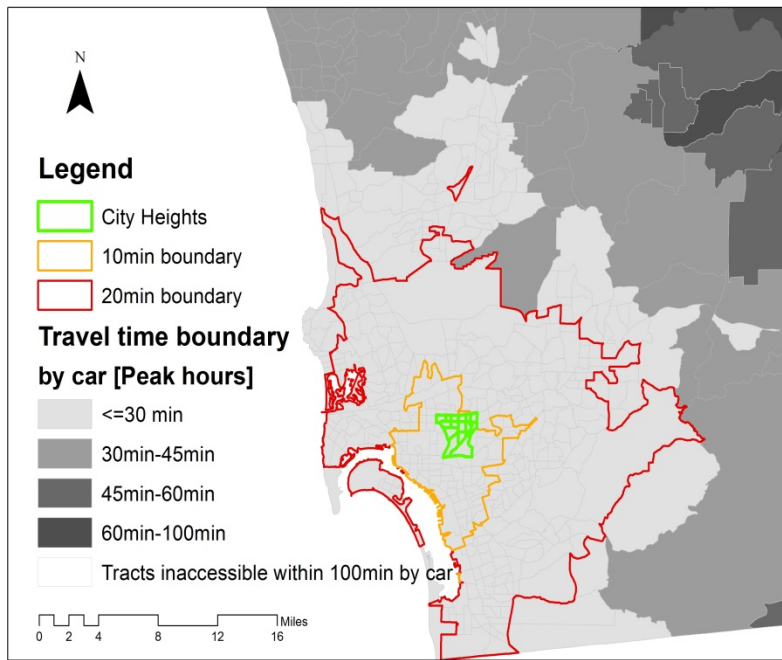 N
Legend
City Heights
10min boundary
20min boundary
Travel time boundary
by car [Peak hours]
<=30 min
30min-45min
45min-60min
60min-100min
Tracts inaccessible within 100min by car
Miles
0 2 4 8 12 16